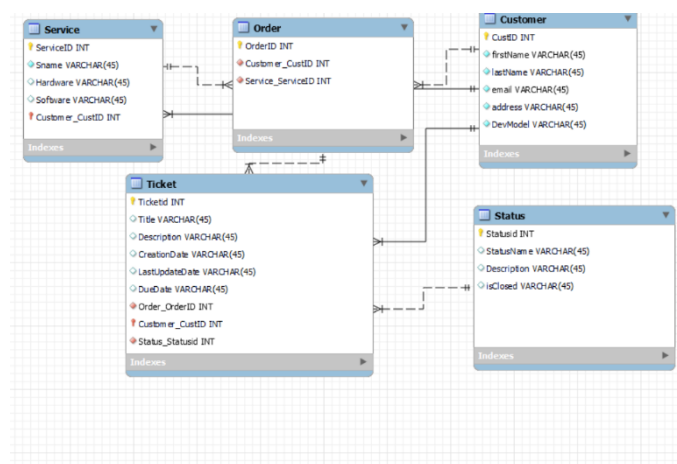 Service
ServiceID INT
Sname VARCHAR(45)
Hardware VARCHAR(45)
Software VARCHAR(45)
Customer_CustID INT
Indexes
Order
OrderID INT
Customer_CustID INT
Service_ServiceID INT
Indexes
Customer
CustID INT
firstName VARCHAR(45)
lastName VARCHAR(45)
email VARCHAR(45)
address VARCHAR(45)
DevModel VARCHAR(45)
Indexes
Ticket
Ticketid INT
Title VARCHAR(45)
Description VARCHAR(45)
CreationDate VARCHAR(45)
LastUpdateDate VARCHAR(45)
DueDate VARCHAR(45)
Order_OrderID INT
Customer_CustID INT
Status_Statusid INT
Indexes
Status
Statusid INT
StatusName VARCHAR(45)
Description VARCHAR(45)
isClosed VARCHAR(45)
Indexes